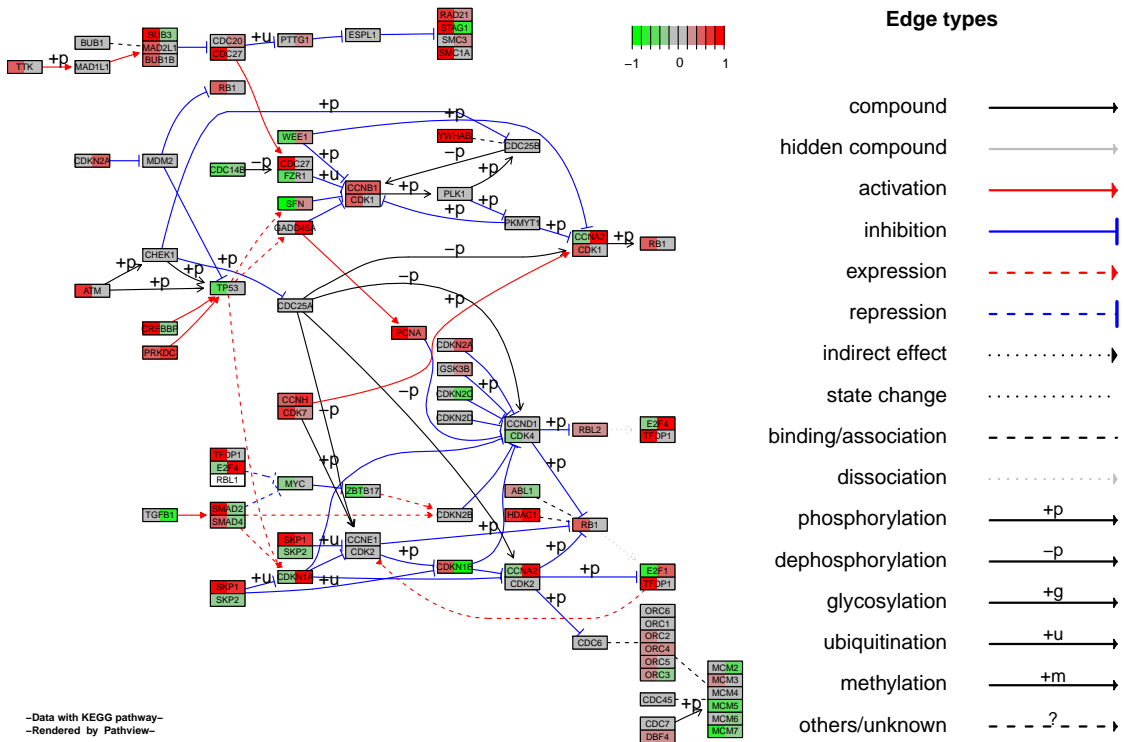 Edge types
−1 0 1
compound
hidden compound
activation
inhibition
expression
repression
indirect effect
state change
binding/association
dissociation
phosphorylation +p
dephosphorylation −p
glycosylation +g
ubiquitination +u
methylation +m
others/unknown ?
TTK
+p
MAD1L1
BUB1
BUB3
MAD2L1
BUB1B
CDC20
CDC27
+u
PTTG1
ESPL1
RAD21
STAG1
SMC3
SMC1A
RB1
CDKN2A
MDM2
CDC14B
−p
WEE1
+p
CDC27
FZR1
+u
SFN
GADD45A
CCNB1
CDK1
+p
+p
YWHAB
CDC25B
−p
PLK1
+p
+p
PKMYT1
+p
CCNA2
CDK1
+p
RB1
CHEK1
+p
+p
+p
ATM
TP53
CREBBP
PRKDC
CDC25A
−p
−p
+p
PCNA
CDKN2A
GSK3B
+p
CDKN2C
CDKN2D
−p
CCNH
CDK7
−p
+p
CCND1
CDK4
+p
RBL2
E2F4
TFDP1
+p
TFDP1
E2F4
RBL1
MYC
ZBTB17
ABL1
HDAC1
RB1
TGFB1
SMAD2
SMAD4
CDKN2B
+p
SKP1
SKP2
+u
CCNE1
CDK2
+p
CDKN1B
CCNA2
CDK2
+p
+p
E2F1
TFDP1
SKP1
SKP2
+u
CDKN1A
+u
+p
CDC6
ORC6
ORC1
ORC2
ORC4
ORC5
ORC3
CDC45
CDC7
DBF4
+p
MCM2
MCM3
MCM4
MCM5
MCM6
MCM7
−Data with KEGG pathway−
−Rendered by Pathview−